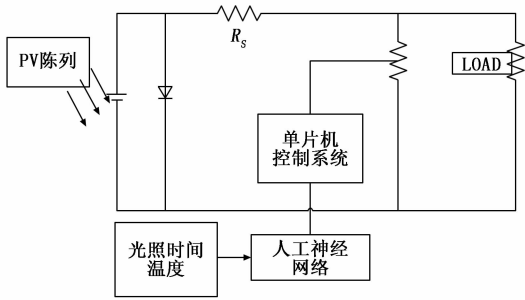 R_S
PV陈列
LOAD
单片机
控制系统
光照时间
温度
人工神经
网络